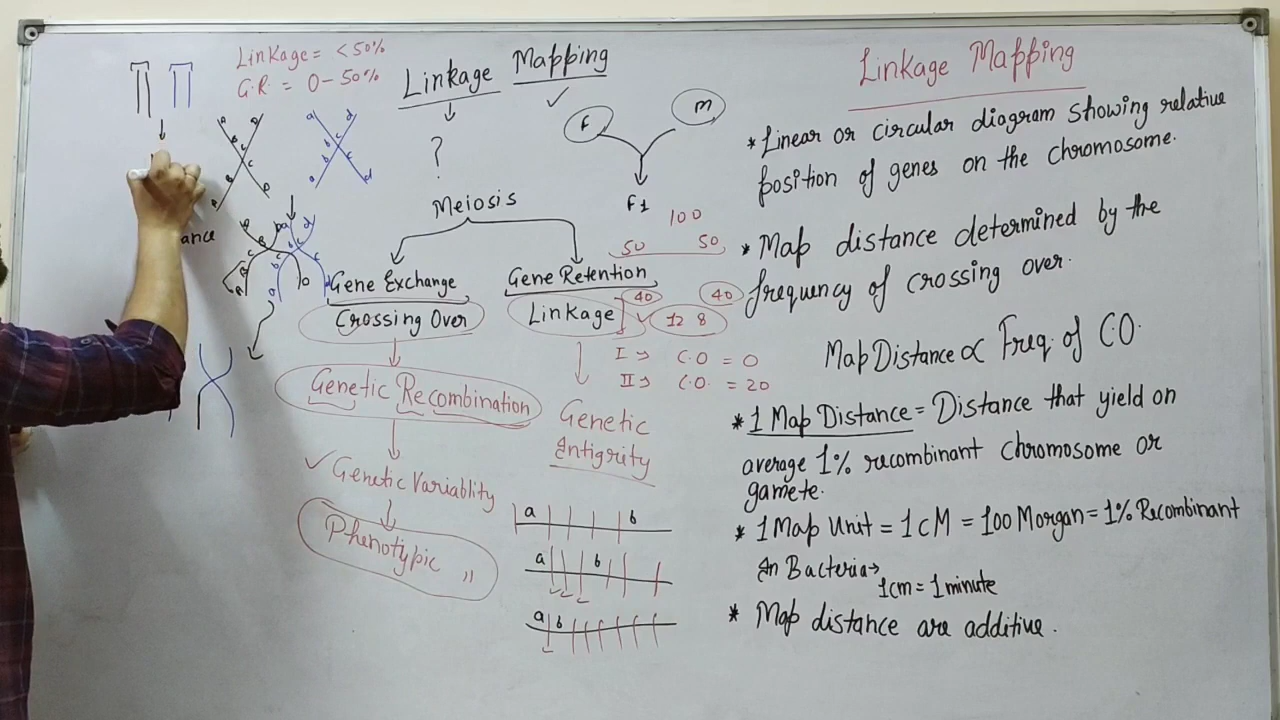 Linkage = <50%
G.R. = 0-50%
Linkage Mapping
?
f
m
f1
Meiosis
100
50 50
Gene Exchange
Gene Retention
Crossing Over
Linkage
40 40
12 8
I → C.O = 0
II → C.O. = 20
Genetic Recombination
Genetic
Antigrity
Genetic Variablity
Phenotypic "
a b
a b
a b
ance
Linkage Mapping
* Linear or circular diagram showing relative
position of genes on the chromosome.
* Map distance determined by the
frequency of crossing over.
Map Distance ∝ Freq. of C.O.
* 1 Map Distance = Distance that yield on
average 1% recombinant chromosome or
gamete.
* 1 Map Unit = 1 cM = 100 Morgan = 1% Recombinant
In Bacteria→
1cm = 1 minute
* Map distance are additive.